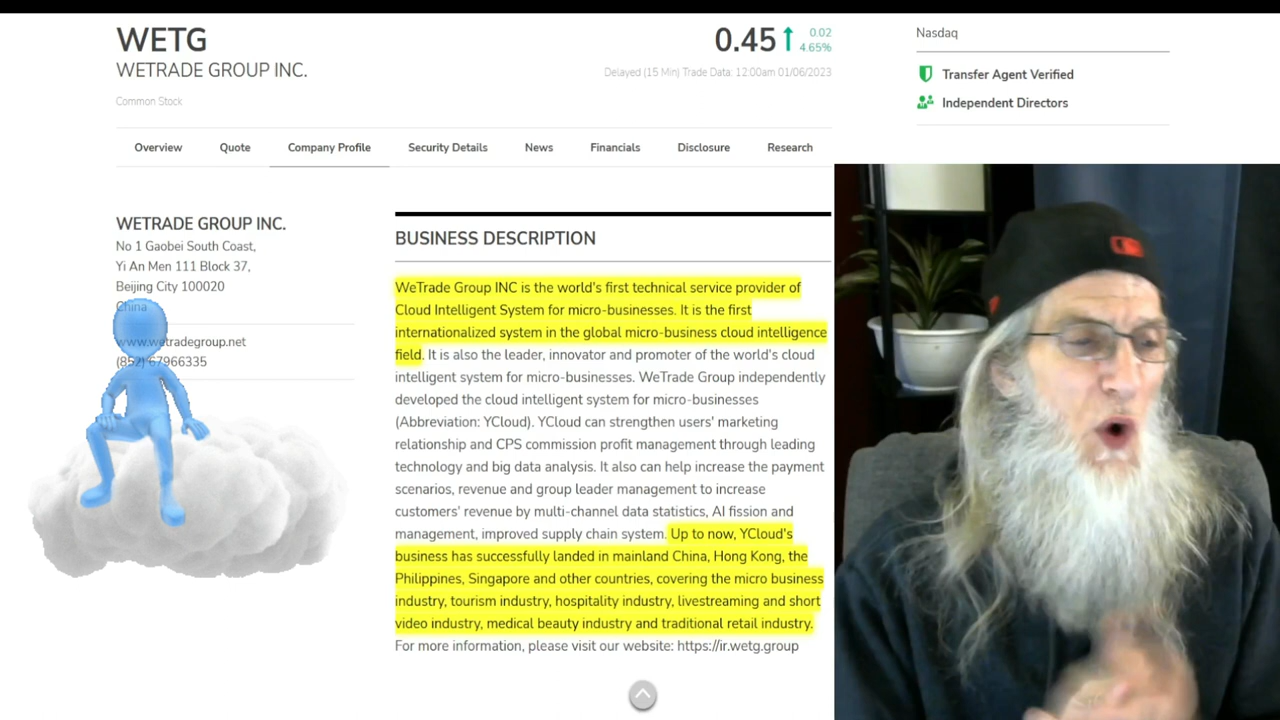 WETG
WETRADE GROUP INC.
Common Stock
0.45
0.02
4.65%
Delayed (15 Min) Trade Data: 12:00am 01/06/2023
Nasdaq
Transfer Agent Verified
Independent Directors
Overview Quote Company Profile Security Details News Financials Disclosure Research
WETRADE GROUP INC.
No 1 Gaobei South Coast,
Yi An Men 111 Block 37,
Beijing City 100020
China
www.wetradegroup.net
(852) 67966335
BUSINESS DESCRIPTION
WeTrade Group INC is the world's first technical service provider of
Cloud Intelligent System for micro-businesses. It is the first
internationalized system in the global micro-business cloud intelligence
field. It is also the leader, innovator and promoter of the world's cloud
intelligent system for micro-businesses. WeTrade Group independently
developed the cloud intelligent system for micro-businesses
(Abbreviation: YCloud). YCloud can strengthen users' marketing
relationship and CPS commission profit management through leading
technology and big data analysis. It also can help increase the payment
scenarios, revenue and group leader management to increase
customers' revenue by multi-channel data statistics, AI fission and
management, improved supply chain system. Up to now, YCloud's
business has successfully landed in mainland China, Hong Kong, the
Philippines, Singapore and other countries, covering the micro business
industry, tourism industry, hospitality industry, livestreaming and short
video industry, medical beauty industry and traditional retail industry.
For more information, please visit our website: https://ir.wetg.group